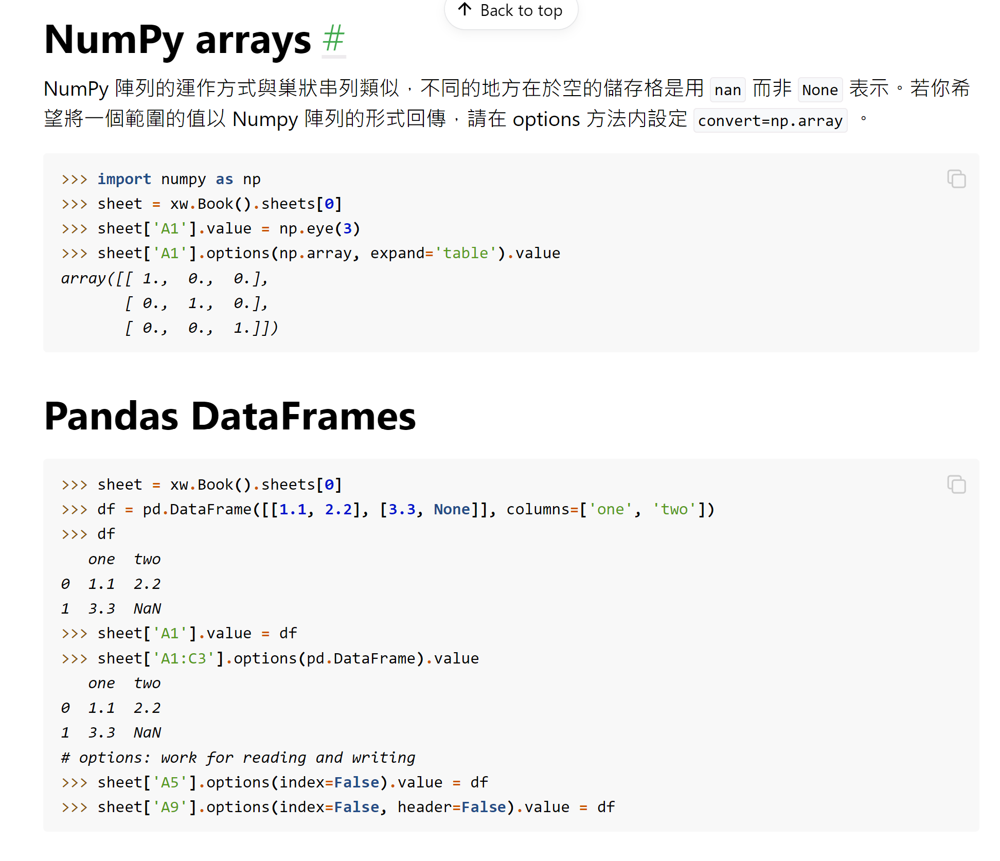 ↑ Back to top
NumPy arrays #
NumPy 陣列的運作方式與巢狀串列類似，不同的地方在於空的儲存格是用 nan 而非 None 表示。若你希
望將一個範圍的值以 Numpy 陣列的形式回傳，請在 options 方法內設定 convert=np.array 。
>>> import numpy as np
>>> sheet = xw.Book().sheets[0]
>>> sheet['A1'].value = np.eye(3)
>>> sheet['A1'].options(np.array, expand='table').value
array([[ 1.,  0.,  0.],
       [ 0.,  1.,  0.],
       [ 0.,  0.,  1.]])
Pandas DataFrames
>>> sheet = xw.Book().sheets[0]
>>> df = pd.DataFrame([[1.1, 2.2], [3.3, None]], columns=['one', 'two'])
>>> df
   one  two
0  1.1  2.2
1  3.3  NaN
>>> sheet['A1'].value = df
>>> sheet['A1:C3'].options(pd.DataFrame).value
   one  two
0  1.1  2.2
1  3.3  NaN
# options: work for reading and writing
>>> sheet['A5'].options(index=False).value = df
>>> sheet['A9'].options(index=False, header=False).value = df